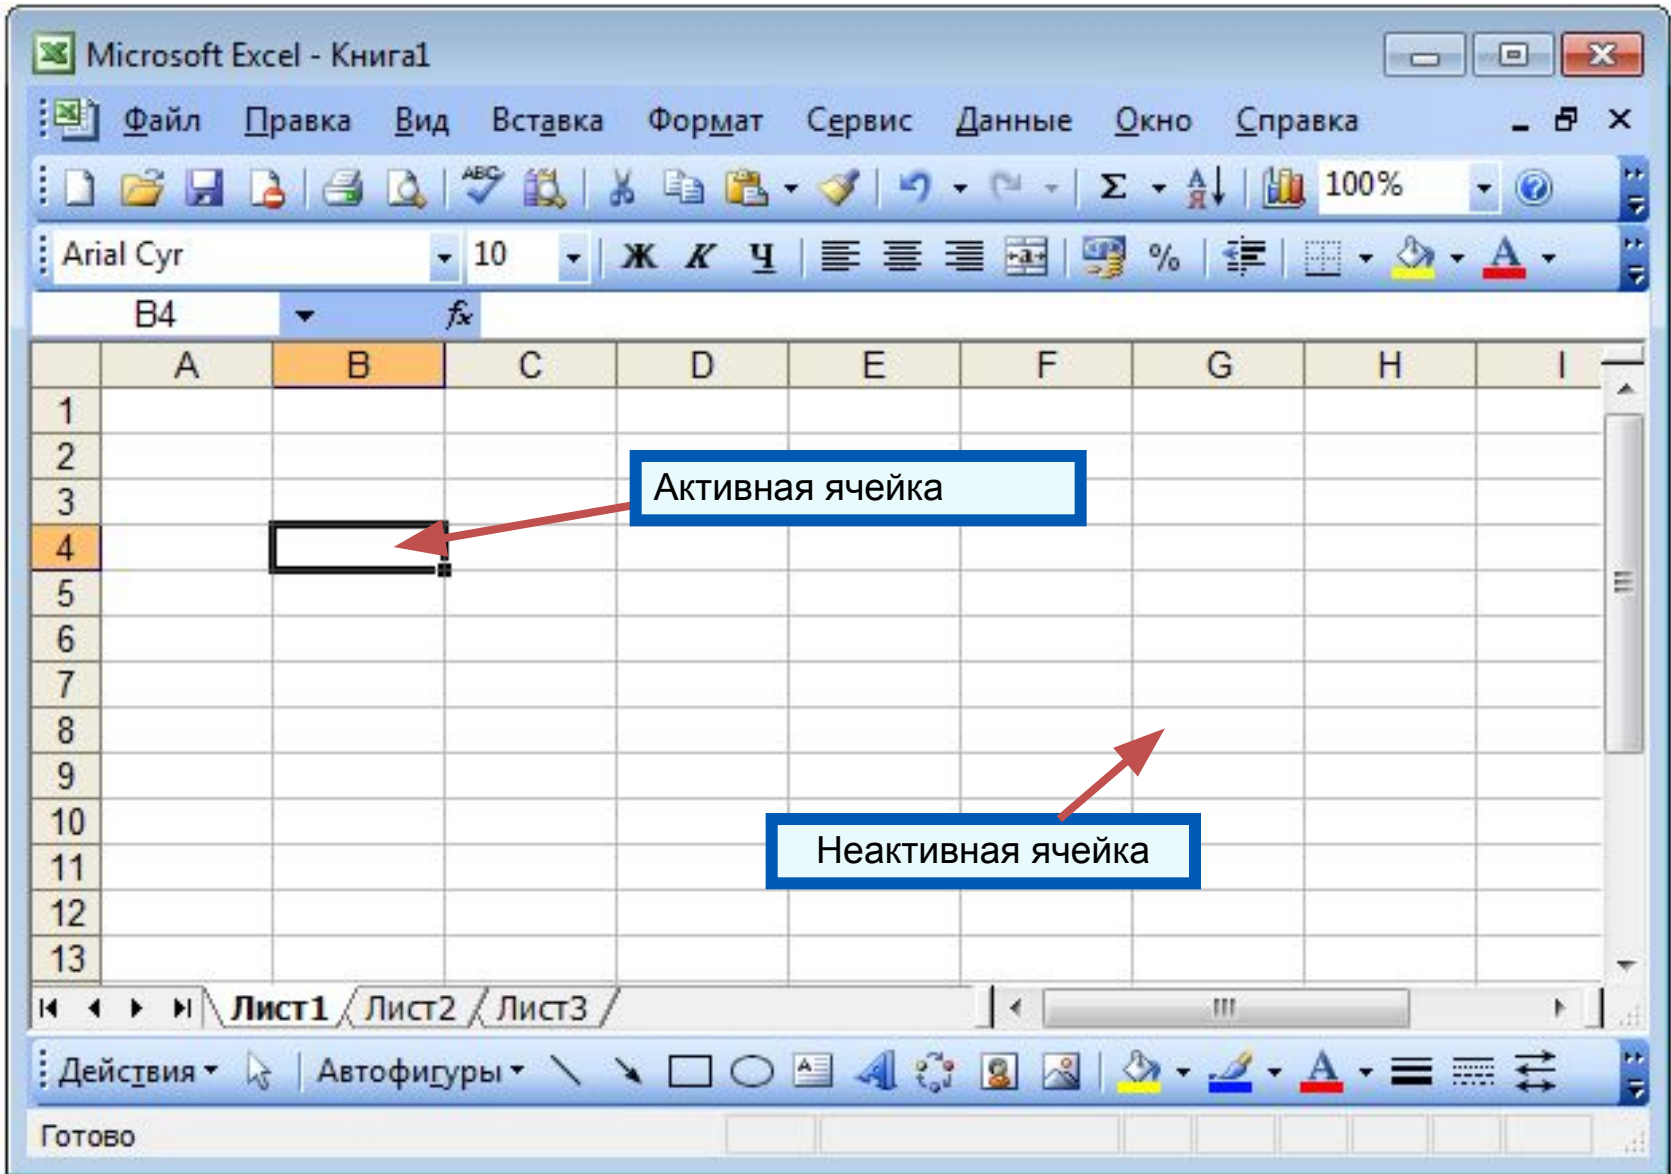 Microsoft Excel - Книга1
Файл Правка Вид Вставка Формат Сервис Данные Окно Справка
ABC Σ А Я 100% ?
Arial Cyr 10 Ж К Ч a % А
B4 fx
A B C D E F G H I
1
2
Активная ячейка
3
4
5
6
7
8
9
10
Неактивная ячейка
11
12
13
Лист1 Лист2 Лист3
Действия Автофигуры A A А
Готово